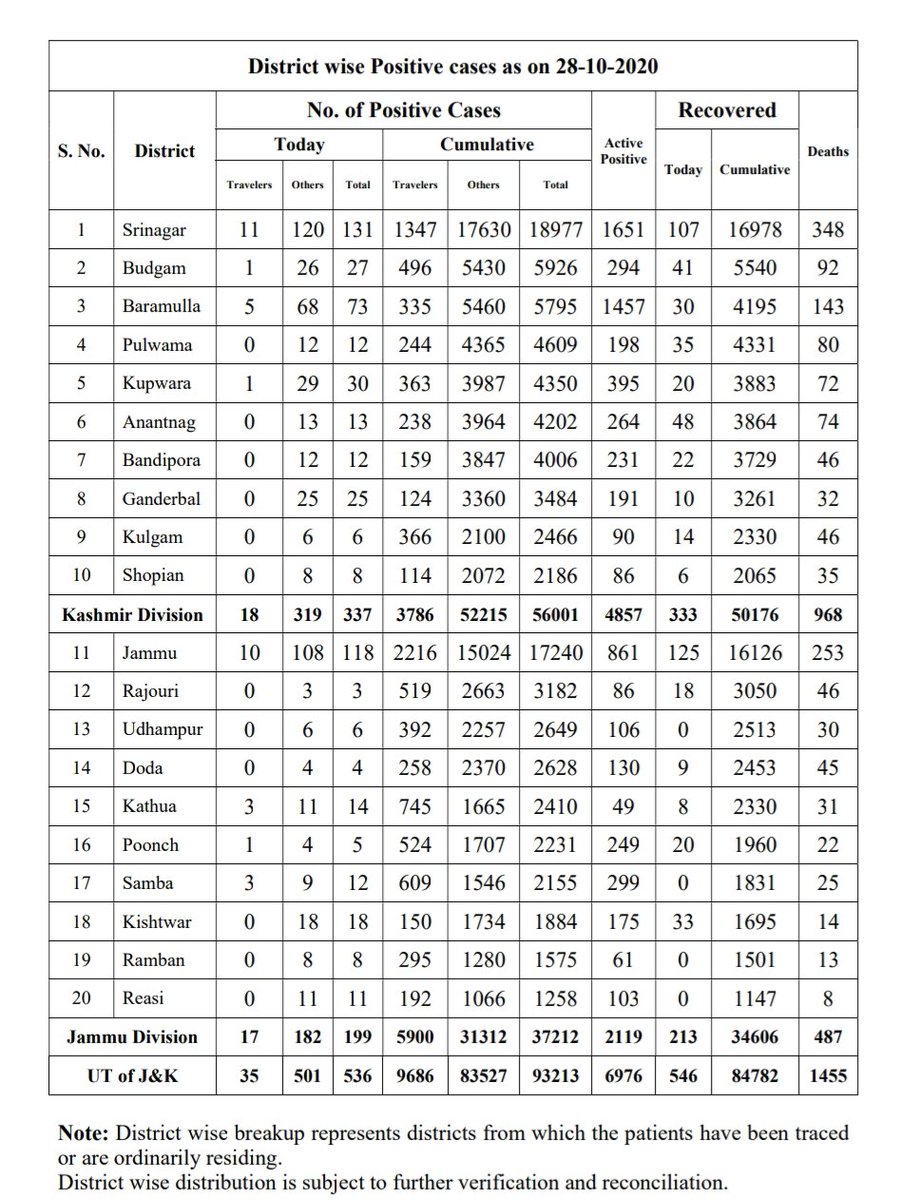 District wise Positive cases as on 28-10-2020
S. No. District No. of Positive Cases Active Positive Recovered Deaths
Today Cumulative Today Cumulative
Travelers Others Total Travelers Others Total
1 Srinagar 11 120 131 1347 17630 18977 1651 107 16978 348
2 Budgam 1 26 27 496 5430 5926 294 41 5540 92
3 Baramulla 5 68 73 335 5460 5795 1457 30 4195 143
4 Pulwama 0 12 12 244 4365 4609 198 35 4331 80
5 Kupwara 1 29 30 363 3987 4350 395 20 3883 72
6 Anantnag 0 13 13 238 3964 4202 264 48 3864 74
7 Bandipora 0 12 12 159 3847 4006 231 22 3729 46
8 Ganderbal 0 25 25 124 3360 3484 191 10 3261 32
9 Kulgam 0 6 6 366 2100 2466 90 14 2330 46
10 Shopian 0 8 8 114 2072 2186 86 6 2065 35
Kashmir Division 18 319 337 3786 52215 56001 4857 333 50176 968
11 Jammu 10 108 118 2216 15024 17240 861 125 16126 253
12 Rajouri 0 3 3 519 2663 3182 86 18 3050 46
13 Udhampur 0 6 6 392 2257 2649 106 0 2513 30
14 Doda 0 4 4 258 2370 2628 130 9 2453 45
15 Kathua 3 11 14 745 1665 2410 49 8 2330 31
16 Poonch 1 4 5 524 1707 2231 249 20 1960 22
17 Samba 3 9 12 609 1546 2155 299 0 1831 25
18 Kishtwar 0 18 18 150 1734 1884 175 33 1695 14
19 Ramban 0 8 8 295 1280 1575 61 0 1501 13
20 Reasi 0 11 11 192 1066 1258 103 0 1147 8
Jammu Division 17 182 199 5900 31312 37212 2119 213 34606 487
UT of J&K 35 501 536 9686 83527 93213 6976 546 84782 1455
Note: District wise breakup represents districts from which the patients have been traced
or are ordinarily residing.
District wise distribution is subject to further verification and reconciliation.